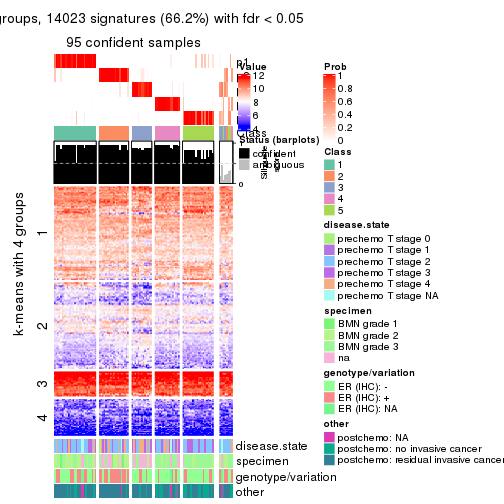 groups, 14023 signatures (66.2%) with fdr < 0.05
95 confident samples
p1
Class
Value
12
10
8
6
4
Status (barplots)
confident
ambiguous
Silhouette
score
0
Prob
1
0.8
0.6
0.4
0.2
0
Class
1
2
3
4
5
disease.state
prechemo T stage 0
prechemo T stage 1
prechemo T stage 2
prechemo T stage 3
prechemo T stage 4
prechemo T stage NA
specimen
BMN grade 1
BMN grade 2
BMN grade 3
na
genotype/variation
ER (IHC): -
ER (IHC): +
ER (IHC): NA
other
postchemo: NA
postchemo: no invasive cancer
postchemo: residual invasive cancer
k-means with 4 groups
1
2
3
4
disease.state
specimen
genotype/variation
other